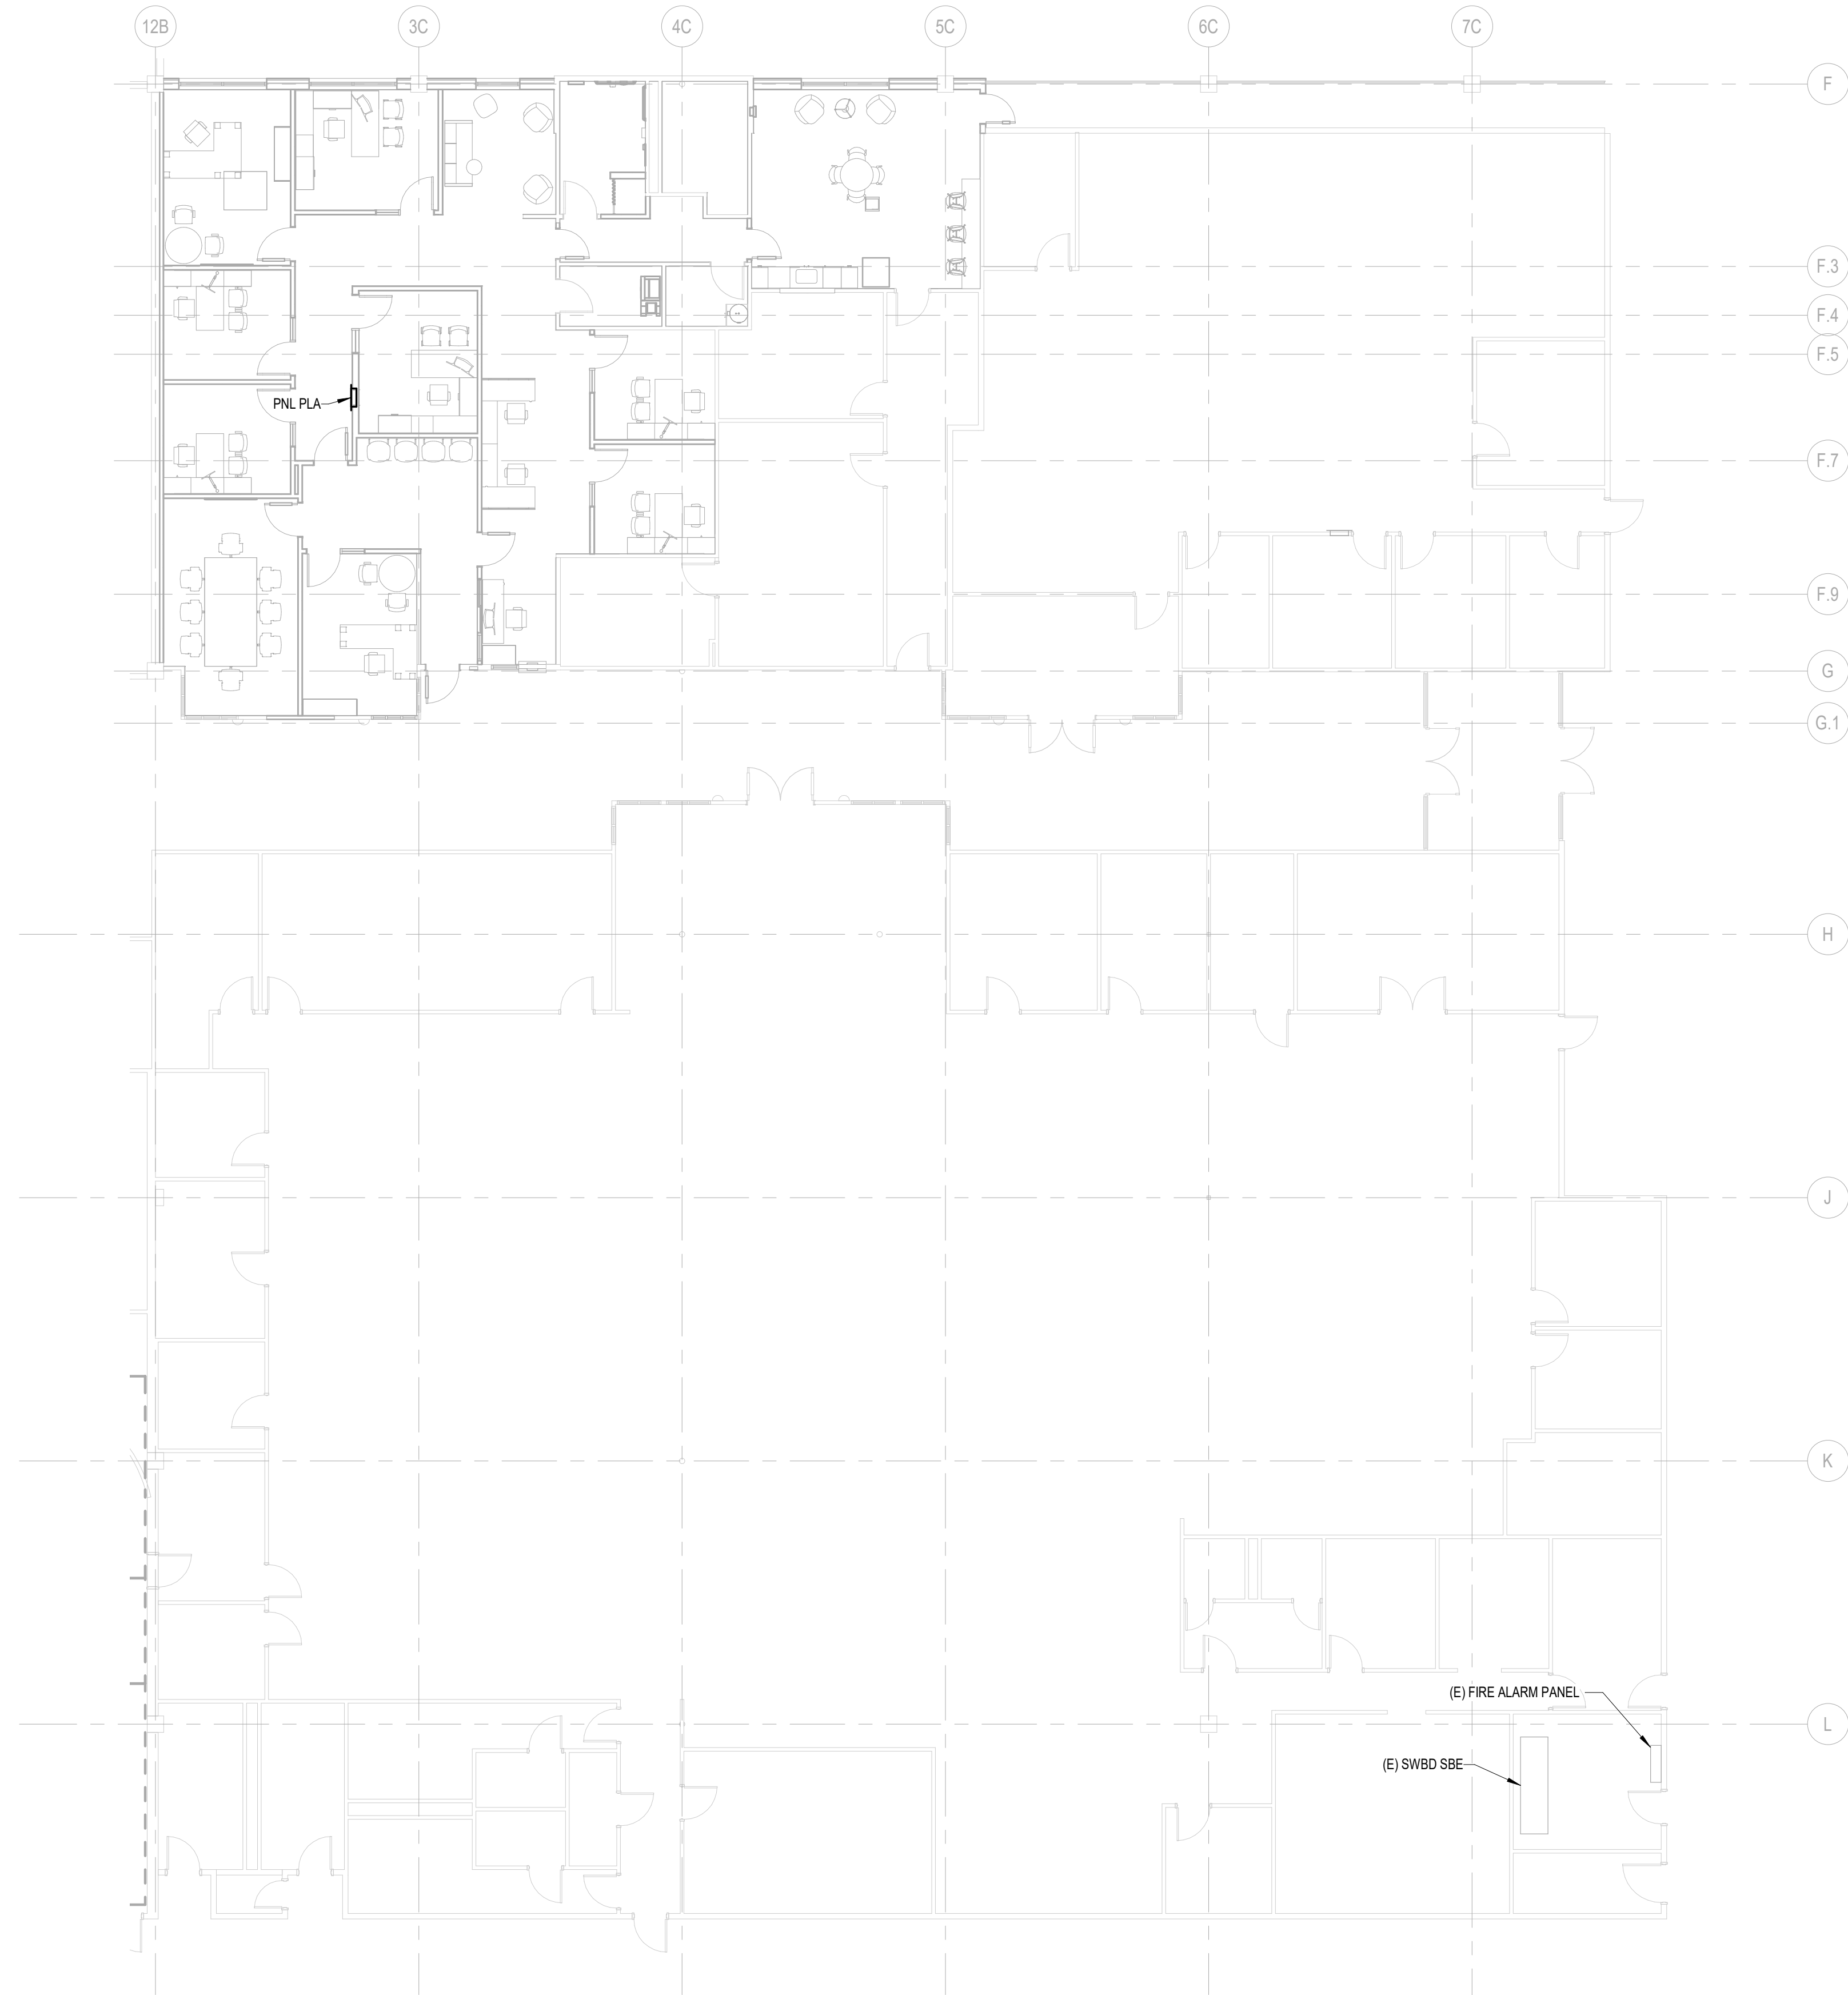 12B
3C
4C
5C
6C
7C
F
F.3
F.4
F.5
PNL PLA
F.7
F.9
G
G.1
H
J
K
(E) FIRE ALARM PANEL
L
(E) SWBD SBE